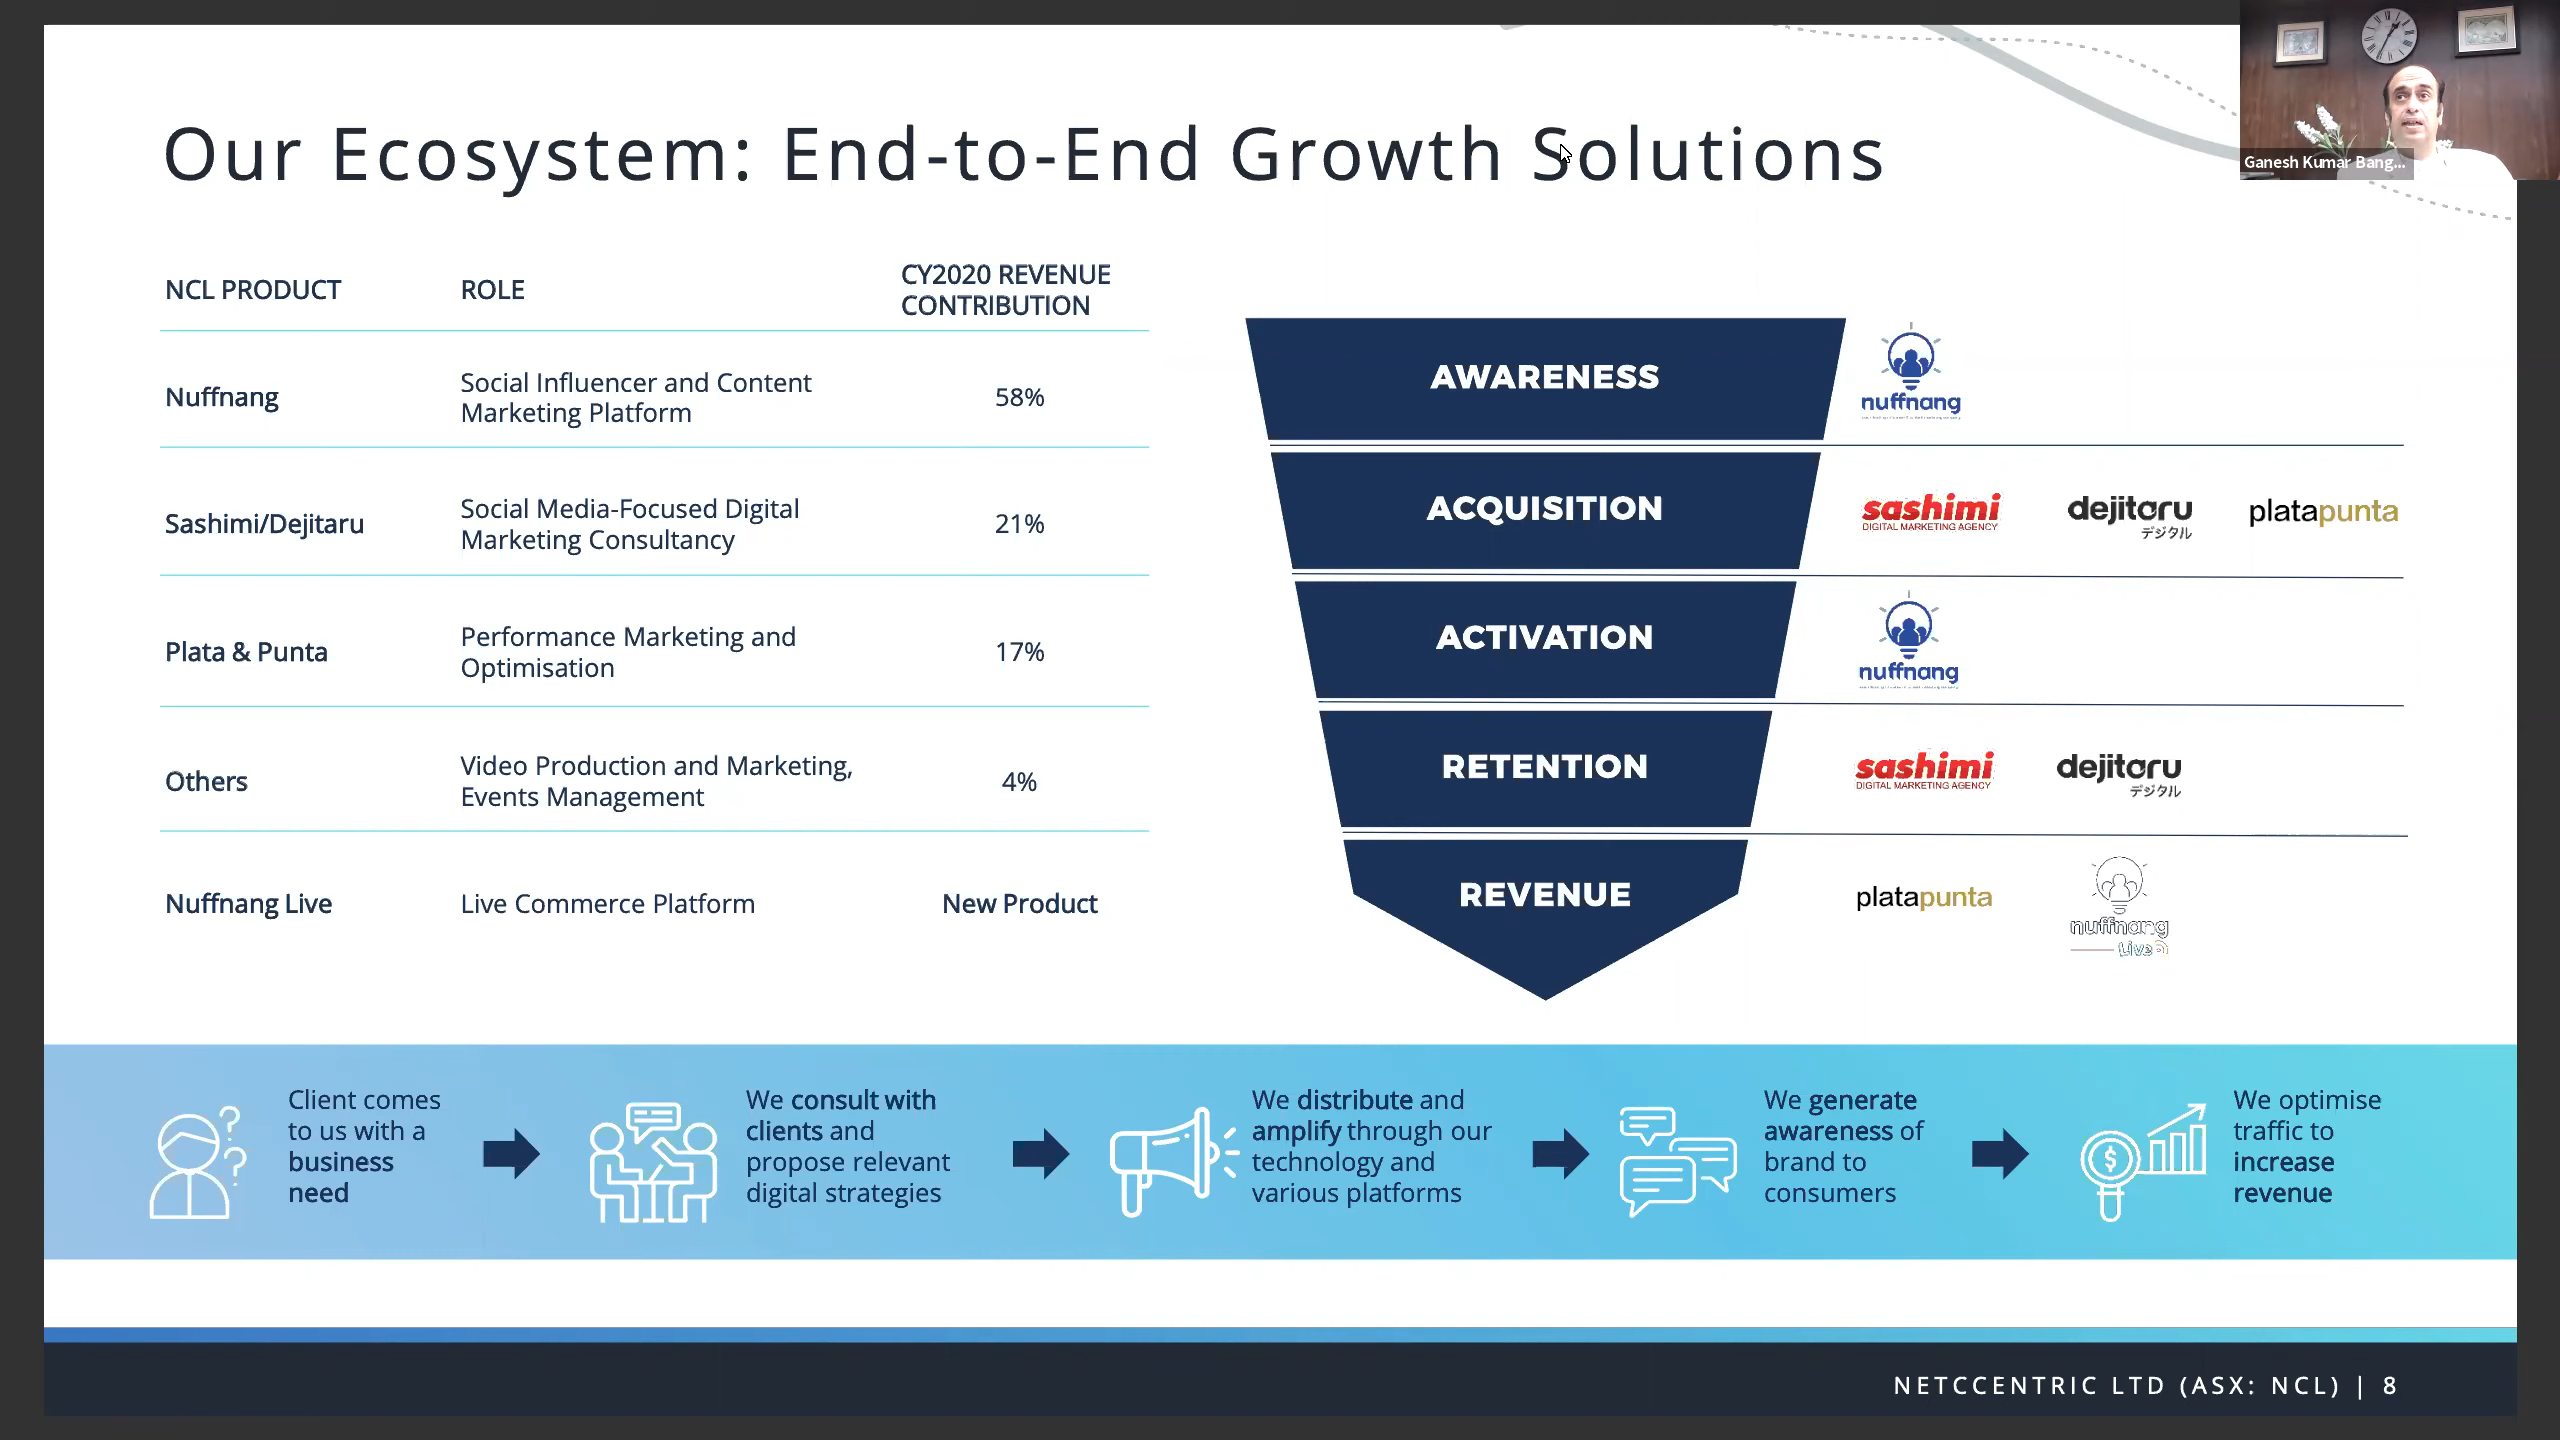 Our Ecosystem: End-to-End Growth Solutions
Ganesh Kumar Bang...
NCL PRODUCT
ROLE
CY2020 REVENUE
CONTRIBUTION
Nuffnang
Social Influencer and Content
Marketing Platform
58%
Sashimi/Dejitaru
Social Media-Focused Digital
Marketing Consultancy
21%
Plata & Punta
Performance Marketing and
Optimisation
17%
Others
Video Production and Marketing,
Events Management
4%
Nuffnang Live
Live Commerce Platform
New Product
AWARENESS
nuffnang
ACQUISITION
sashimi
DIGITAL MARKETING AGENCY
dejitaru
デジタル
platapunta
ACTIVATION
nuffnang
RETENTION
sashimi
DIGITAL MARKETING AGENCY
dejitaru
デジタル
REVENUE
platapunta
nuffnang
Live
Client comes
to us with a
business
need
We consult with
clients and
propose relevant
digital strategies
We distribute and
amplify through our
technology and
various platforms
We generate
awareness of
brand to
consumers
We optimise
traffic to
increase
revenue
NETCCENTRIC LTD (ASX: NCL) | 8